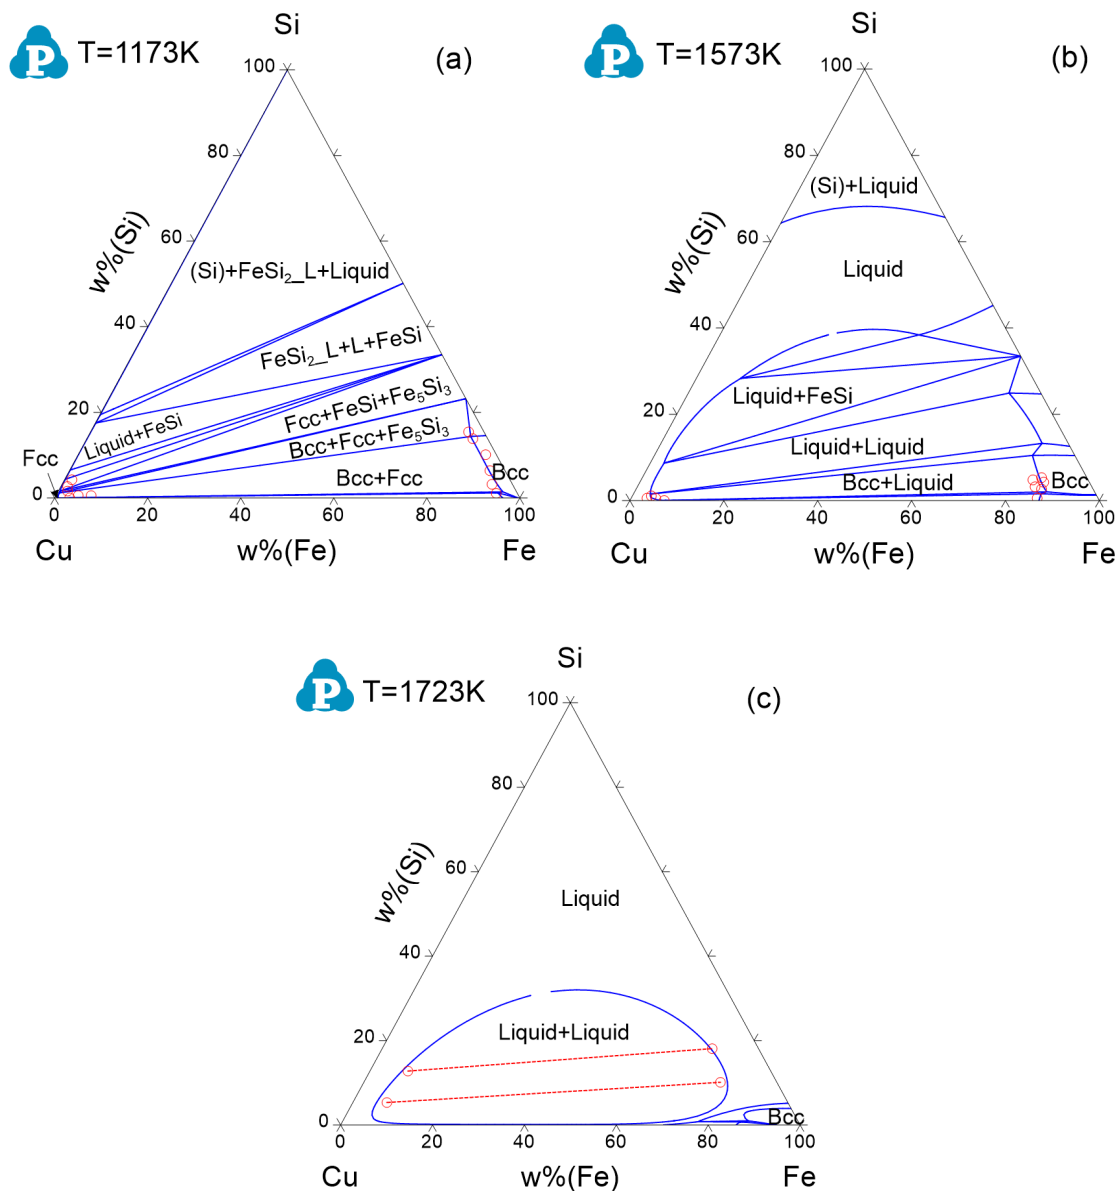 Si
P T=1173K (a)
100
80
60
40
20
0
w%(Si)
(Si)+FeSi₂_L+Liquid
FeSi₂_L+L+FeSi
Liquid+FeSi
Fcc+FeSi+Fe₅Si₃
Bcc+Fcc+Fe₅Si₃
Fcc
Bcc+Fcc
Bcc
0 20 40 60 80 100
Cu w%(Fe) Fe
Si
P T=1573K (b)
100
80
60
40
20
0
w%(Si)
(Si)+Liquid
Liquid
Liquid+FeSi
Liquid+Liquid
Bcc+Liquid
Bcc
0 20 40 60 80 100
Cu w%(Fe) Fe
Si
P T=1723K (c)
100
80
60
40
20
0
w%(Si)
Liquid
Liquid+Liquid
Bcc
0 20 40 60 80 100
Cu w%(Fe) Fe